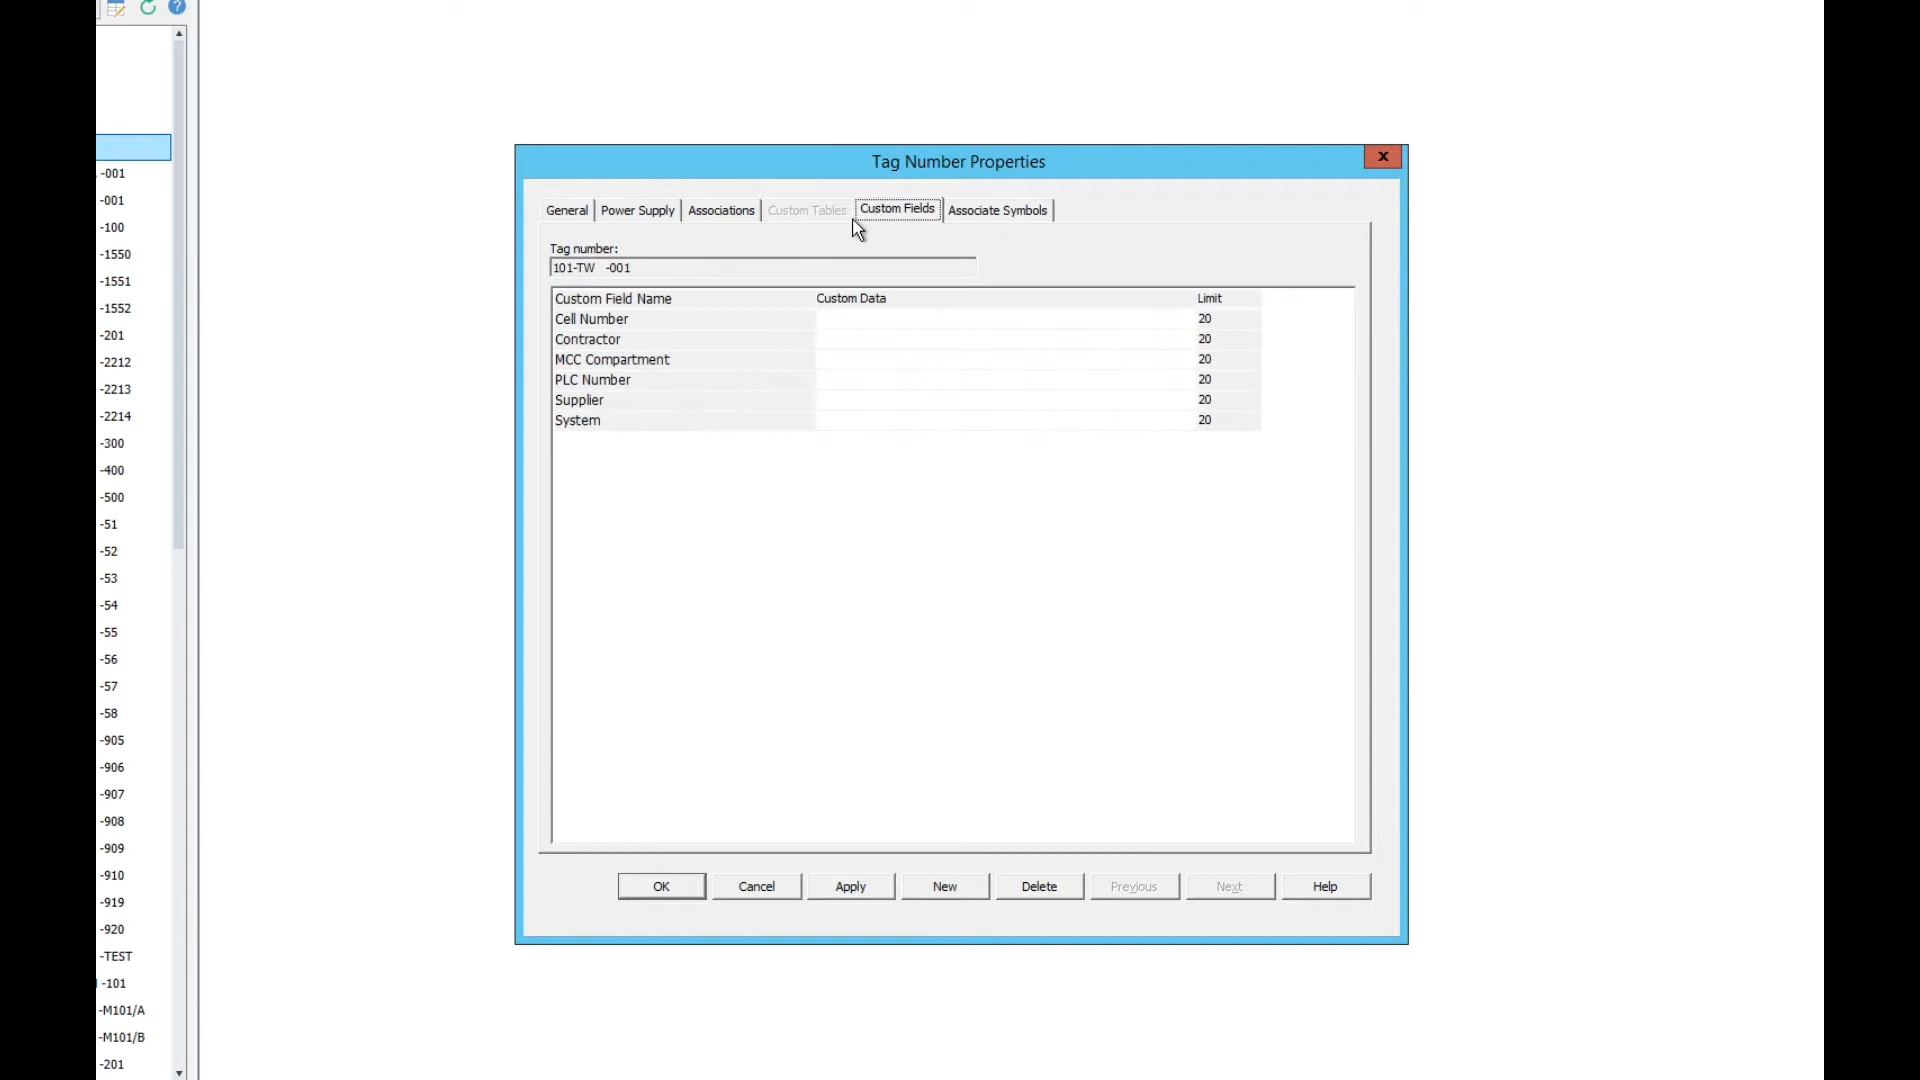 -001
-001
-100
-1550
-1551
-1552
-201
-2212
-2213
-2214
-300
-400
-500
-51
-52
-53
-54
-55
-56
-57
-58
-905
-906
-907
-908
-909
-910
-919
-920
-TEST
-101
-M101/A
-M101/B
-201
Tag Number Properties
General Power Supply Associations Custom Tables Custom Fields Associate Symbols
Tag number:
101-TW -001
Custom Field Name Custom Data Limit
Cell Number 20
Contractor 20
MCC Compartment 20
PLC Number 20
Supplier 20
System 20
OK Cancel Apply New Delete Previous Next Help